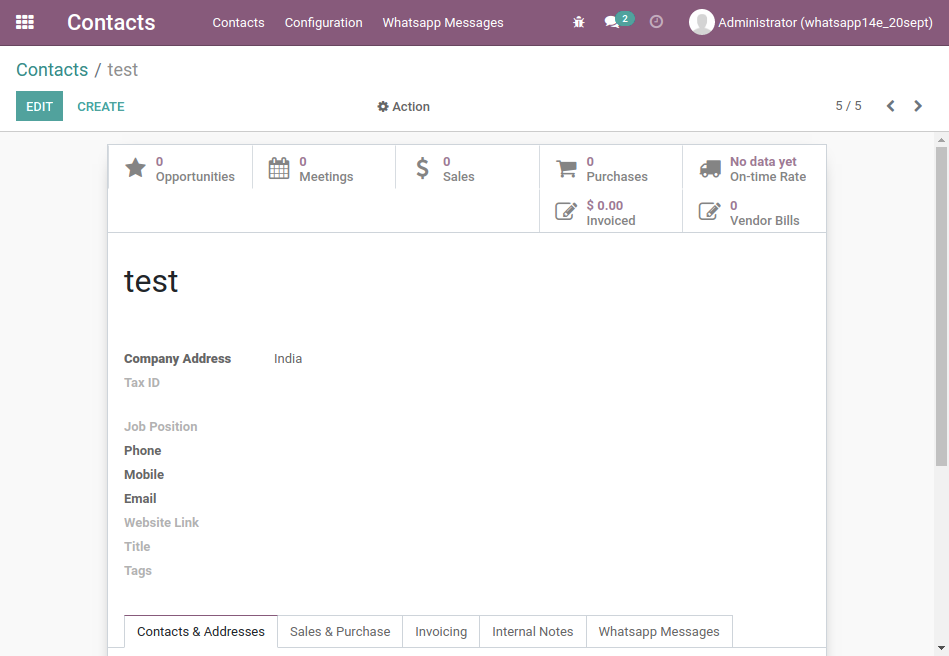 Contacts Contacts Configuration Whatsapp Messages 2 Administrator (whatsapp14e_20sept)
Contacts / test
EDIT CREATE Action 5 / 5
0 Opportunities 0 Meetings 0 Sales 0 Purchases No data yet On-time Rate
$ 0.00 Invoiced 0 Vendor Bills
test
Company Address India
Tax ID
Job Position
Phone
Mobile
Email
Website Link
Title
Tags
Contacts & Addresses Sales & Purchase Invoicing Internal Notes Whatsapp Messages